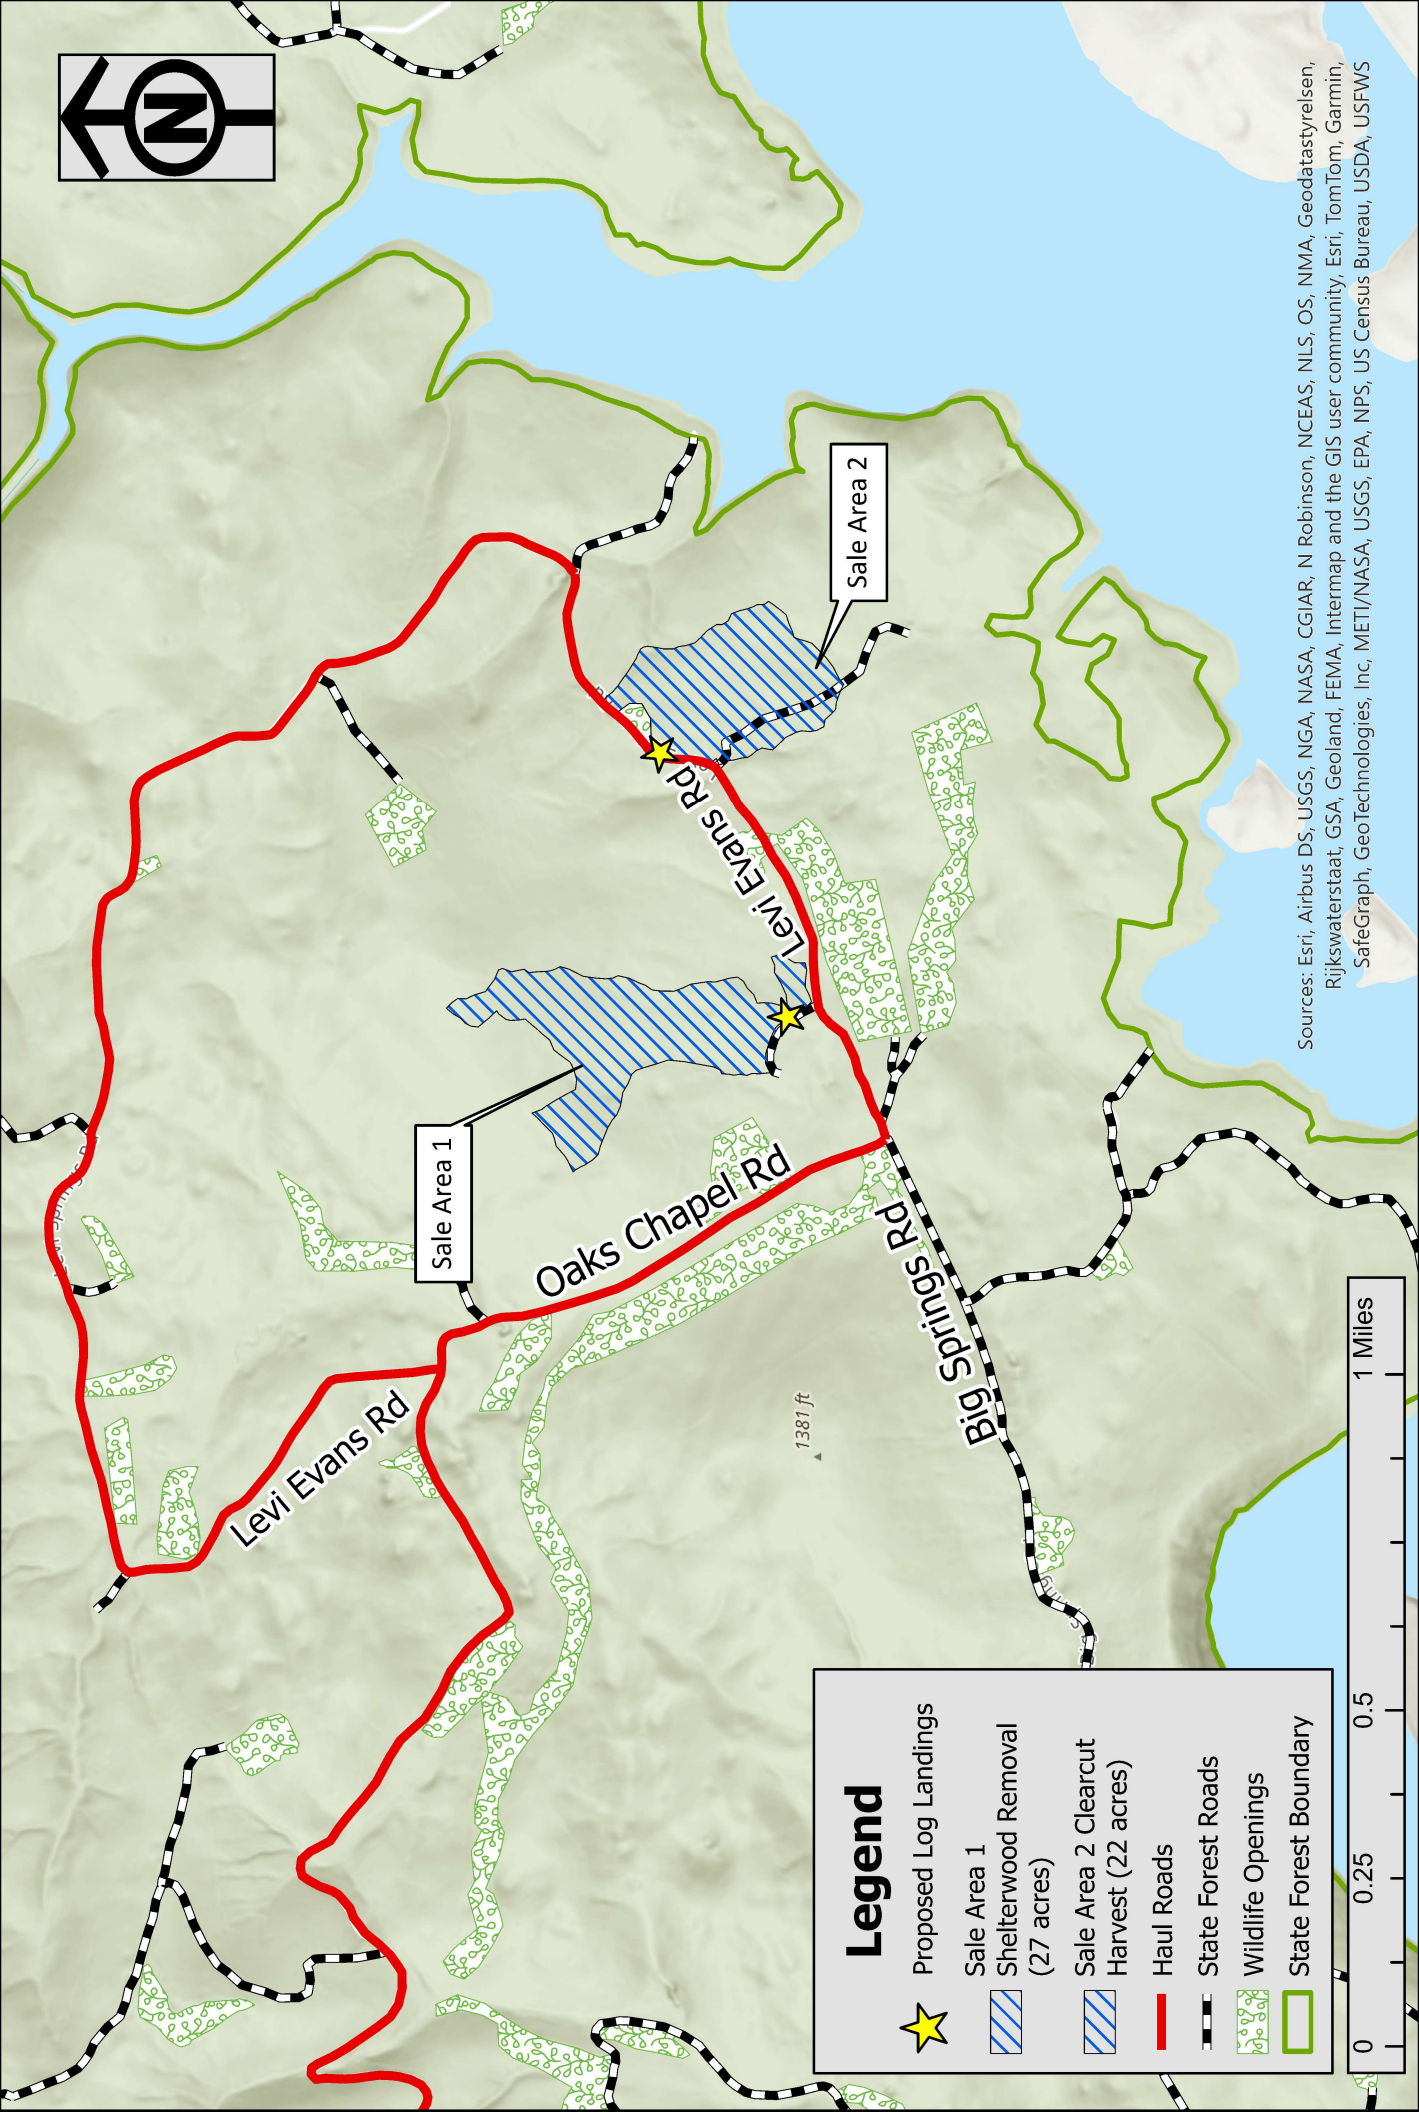 N
Sale Area 1
Sale Area 2
Levi Evans Rd
Levi Evans Rd
Oaks Chapel Rd
Big Springs Rd
1381 ft
Legend
Proposed Log Landings
Sale Area 1
Shelterwood Removal
(27 acres)
Sale Area 2 Clearcut
Harvest (22 acres)
Haul Roads
State Forest Roads
Wildlife Openings
State Forest Boundary
0 0.25 0.5 1 Miles
Sources: Esri, Airbus DS, USGS, NGA, NASA, CGIAR, N Robinson, NCEAS, NLS, OS, NMA, Geodatastyrelsen,
Rijkswaterstaat, GSA, Geoland, FEMA, Intermap and the GIS user community, Esri, TomTom, Garmin,
SafeGraph, GeoTechnologies, Inc, METI/NASA, USGS, EPA, NPS, US Census Bureau, USDA, USFWS